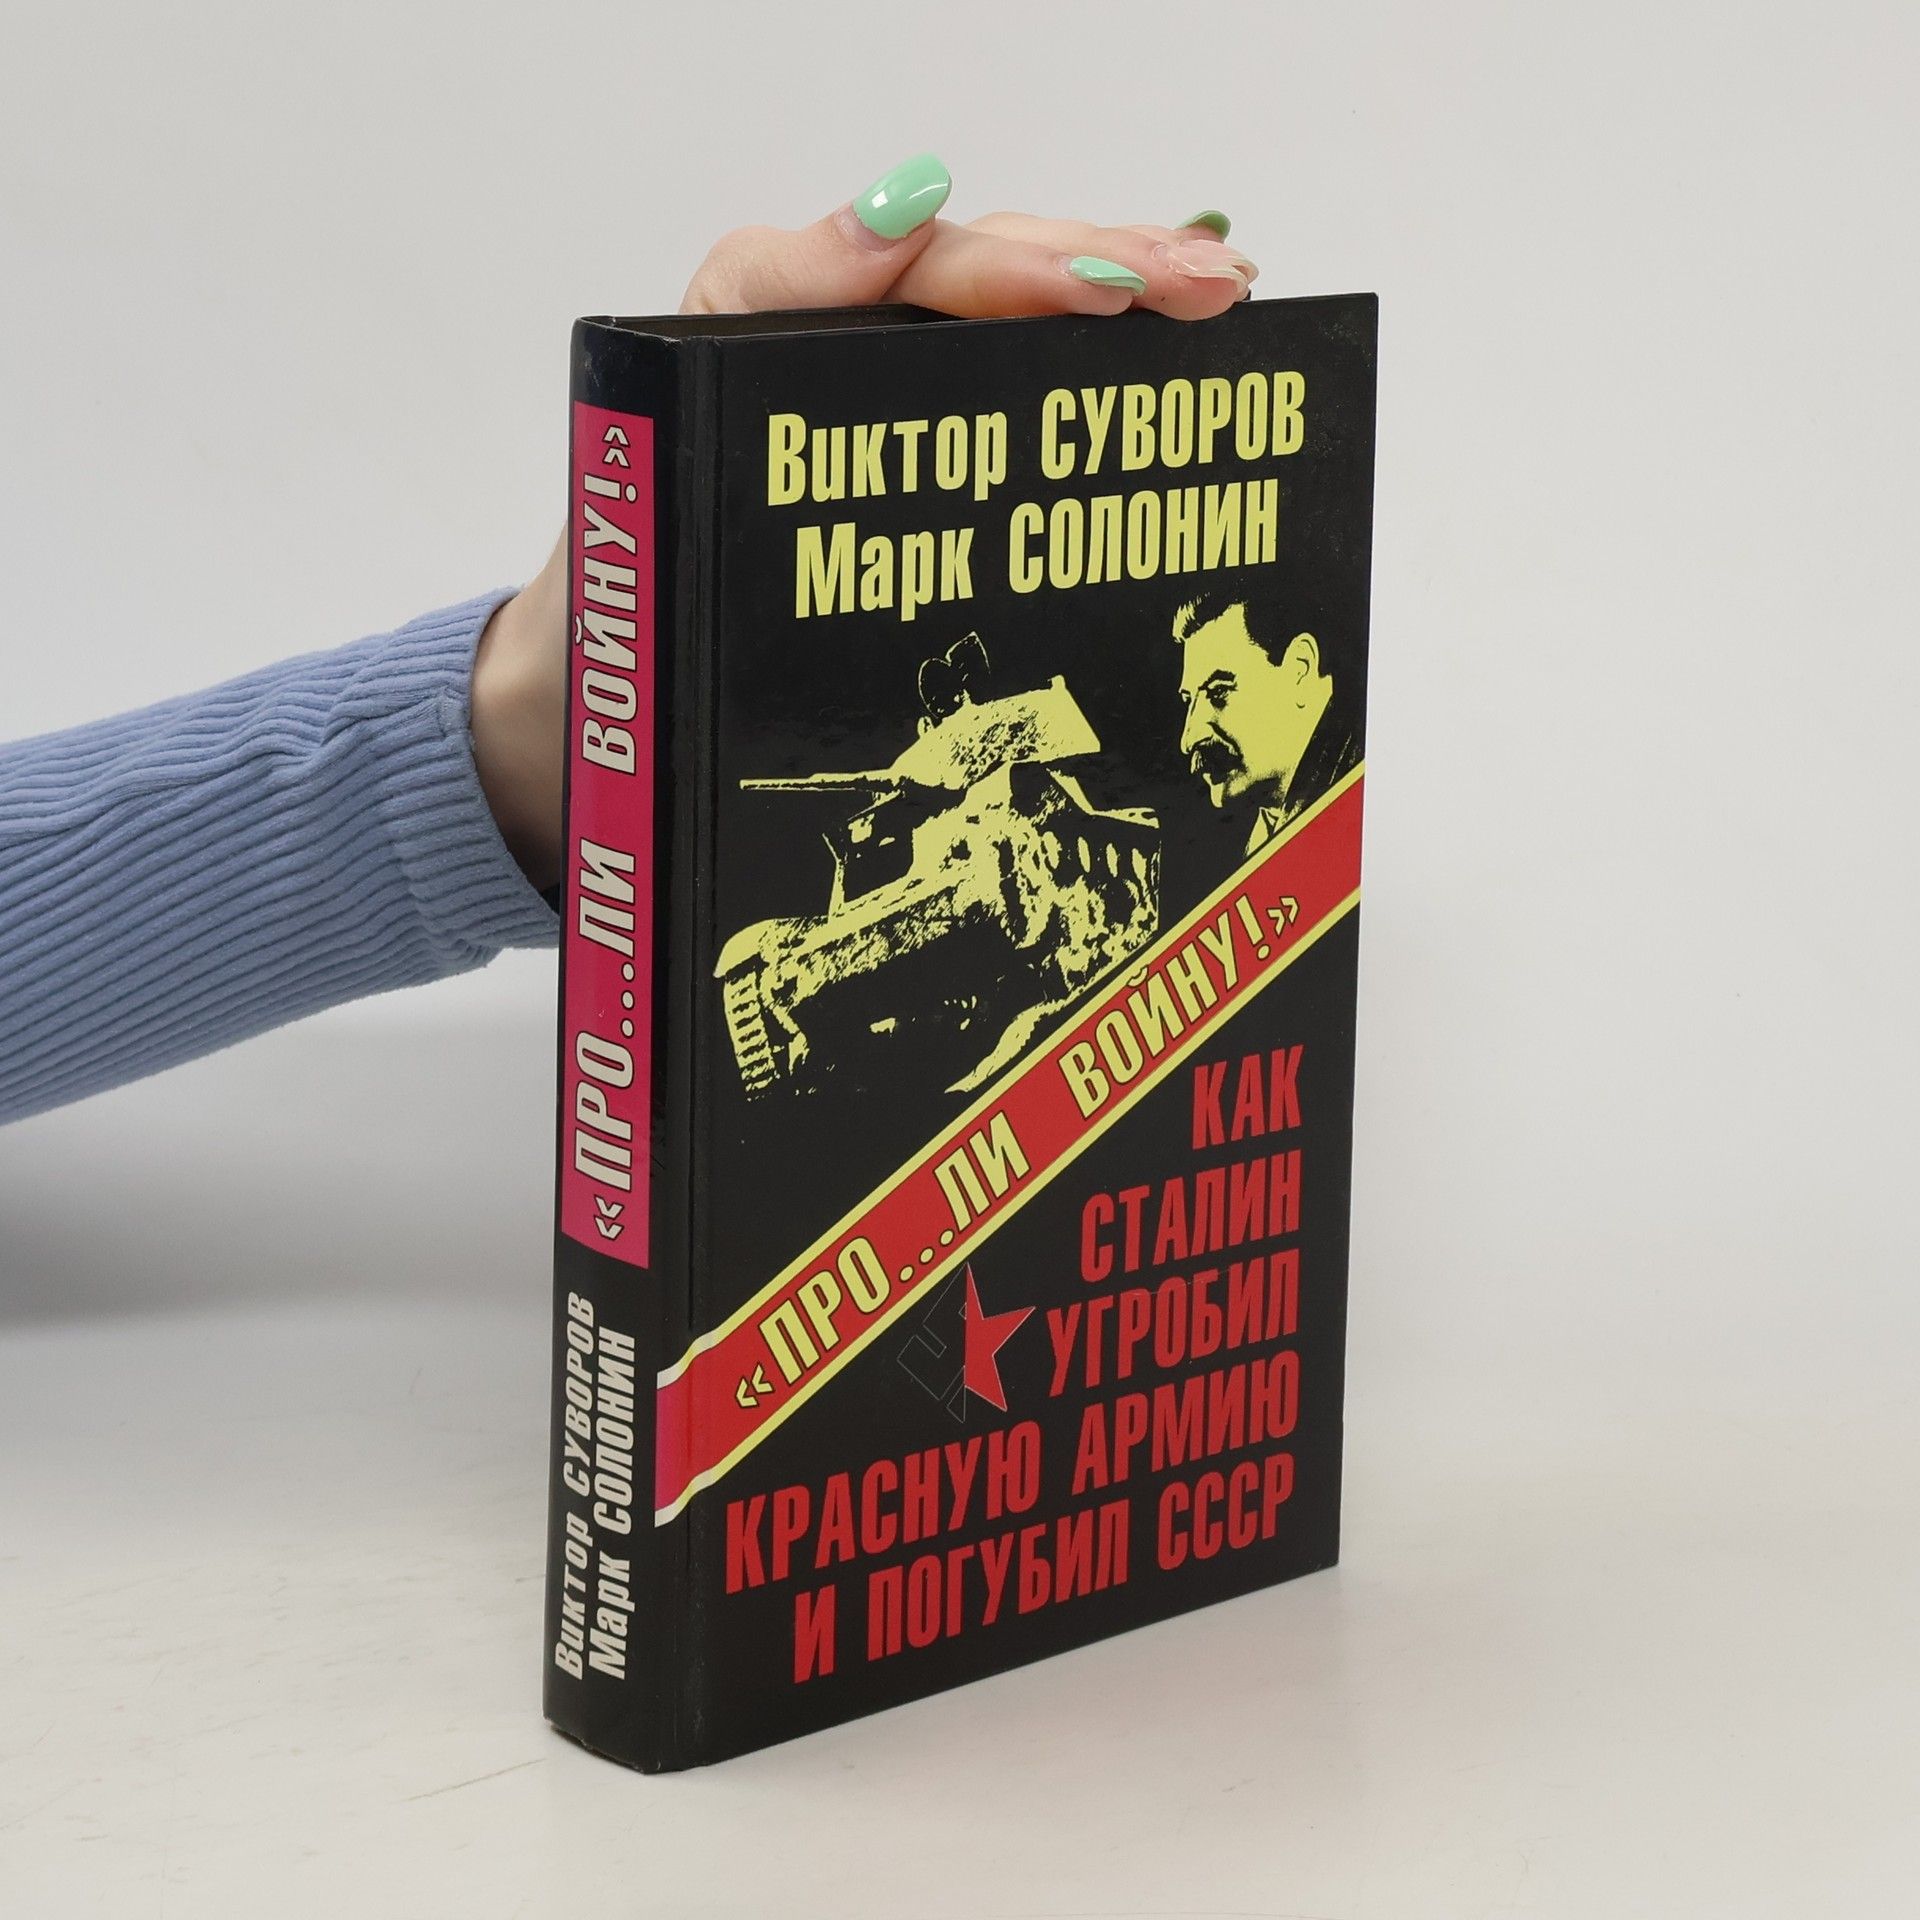 Виктор СУВОРОВ
Марк СОЛОНИН
«ПРО...ЛИ ВОЙНУ!»
КАК
СТАЛИН
УГРОБИЛ
КРАСНУЮ АРМИЮ
И ПОГУБИЛ СССР
Виктор СУВОРОВ
Марк СОЛОНИН
«ПРО...ЛИ ВОЙНУ!»